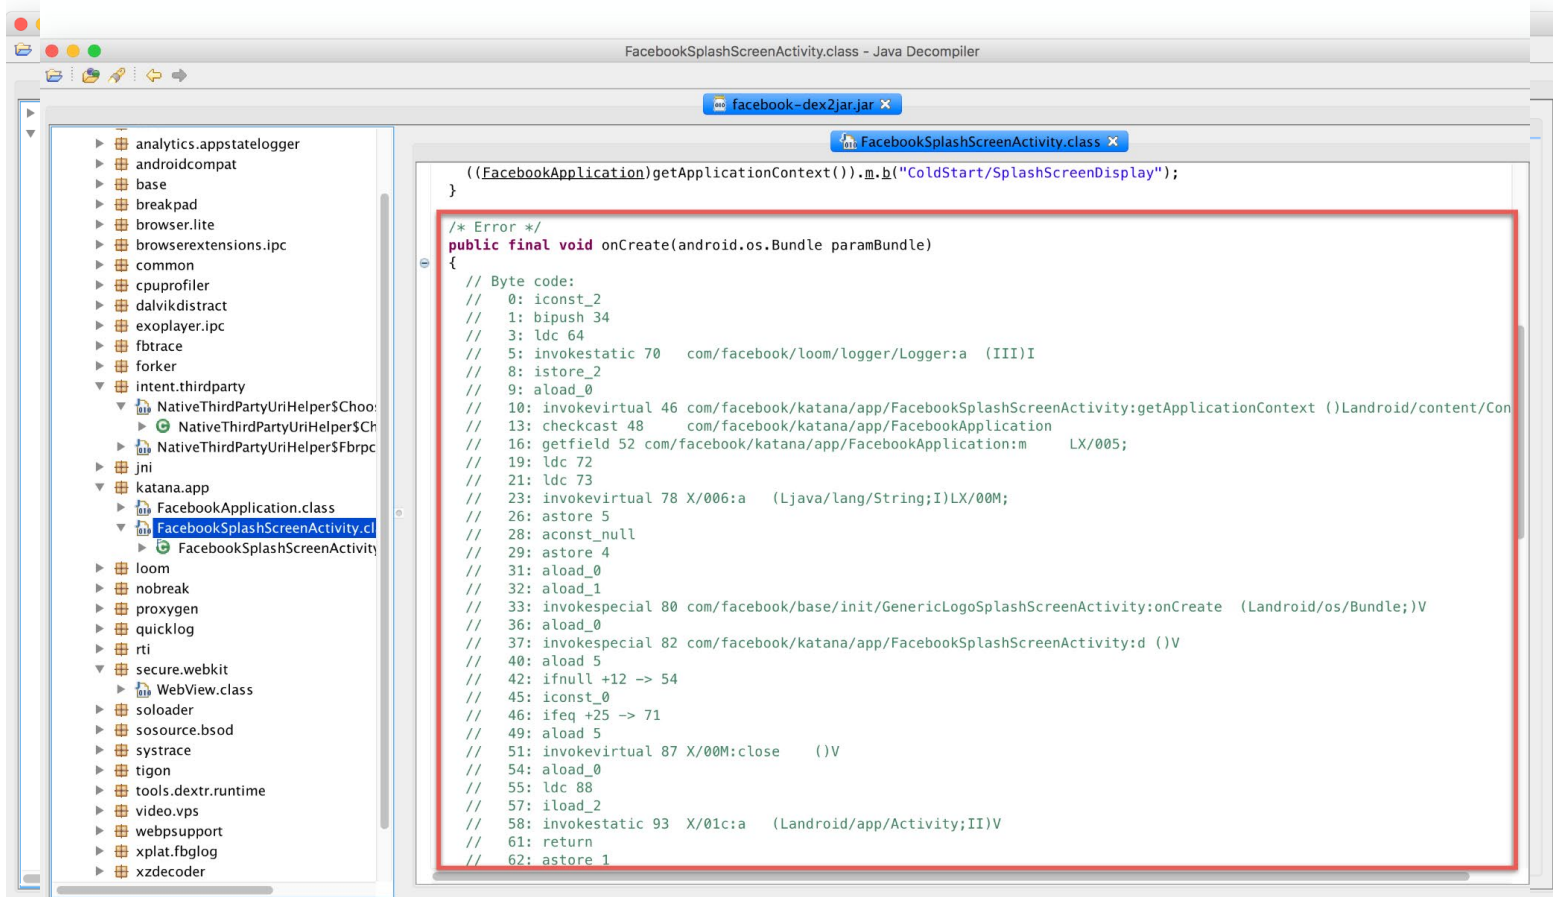 FacebookSplashScreenActivity.class - Java Decompiler
facebook-dex2jar.jar
analytics.appstatelogger
androidcompat
base
breakpad
browser.lite
browserextensions.ipc
common
cpuprofiler
dalvikdistract
exoplayer.ipc
fbtrace
forker
intent.thirdparty
NativeThirdPartyUriHelper$Choo
NativeThirdPartyUriHelper$Ch
NativeThirdPartyUriHelper$Fbrpc
jni
katana.app
FacebookApplication.class
FacebookSplashScreenActivity.cl
FacebookSplashScreenActivity
loom
nobreak
proxygen
quicklog
rti
secure.webkit
WebView.class
soloader
sosource.bsod
systrace
tigon
tools.dextr.runtime
video.vps
webpsupport
xplat.fbglog
xzdecoder
FacebookSplashScreenActivity.class
((FacebookApplication)getApplicationContext()).m.b("ColdStart/SplashScreenDisplay");
}
/* Error */
public final void onCreate(android.os.Bundle paramBundle)
{
// Byte code:
// 0: iconst_2
// 1: bipush 34
// 3: ldc 64
// 5: invokestatic 70 com/facebook/loom/logger/Logger:a (III)I
// 8: istore_2
// 9: aload_0
// 10: invokevirtual 46 com/facebook/katana/app/FacebookSplashScreenActivity:getApplicationContext ()Landroid/content/Con
// 13: checkcast 48 com/facebook/katana/app/FacebookApplication
// 16: getfield 52 com/facebook/katana/app/FacebookApplication:m LX/005;
// 19: ldc 72
// 21: ldc 73
// 23: invokevirtual 78 X/006:a (Ljava/lang/String;I)LX/00M;
// 26: astore 5
// 28: aconst_null
// 29: astore 4
// 31: aload_0
// 32: aload_1
// 33: invokespecial 80 com/facebook/base/init/GenericLogoSplashScreenActivity:onCreate (Landroid/os/Bundle;)V
// 36: aload_0
// 37: invokespecial 82 com/facebook/katana/app/FacebookSplashScreenActivity:d ()V
// 40: aload 5
// 42: ifnull +12 -> 54
// 45: iconst_0
// 46: ifeq +25 -> 71
// 49: aload 5
// 51: invokevirtual 87 X/00M:close ()V
// 54: aload_0
// 55: ldc 88
// 57: iload_2
// 58: invokestatic 93 X/01c:a (Landroid/app/Activity;II)V
// 61: return
// 62: astore 1